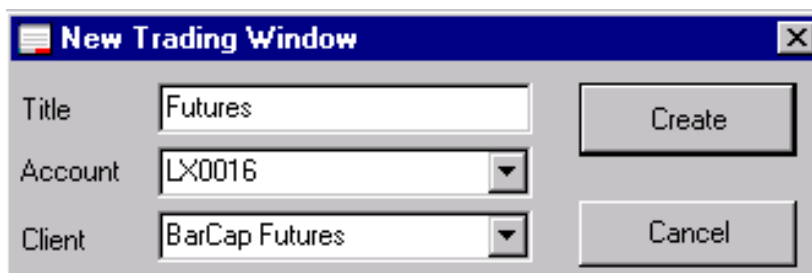 New Trading Window
Title Futures Create
Account LX0016
Client BarCap Futures Cancel